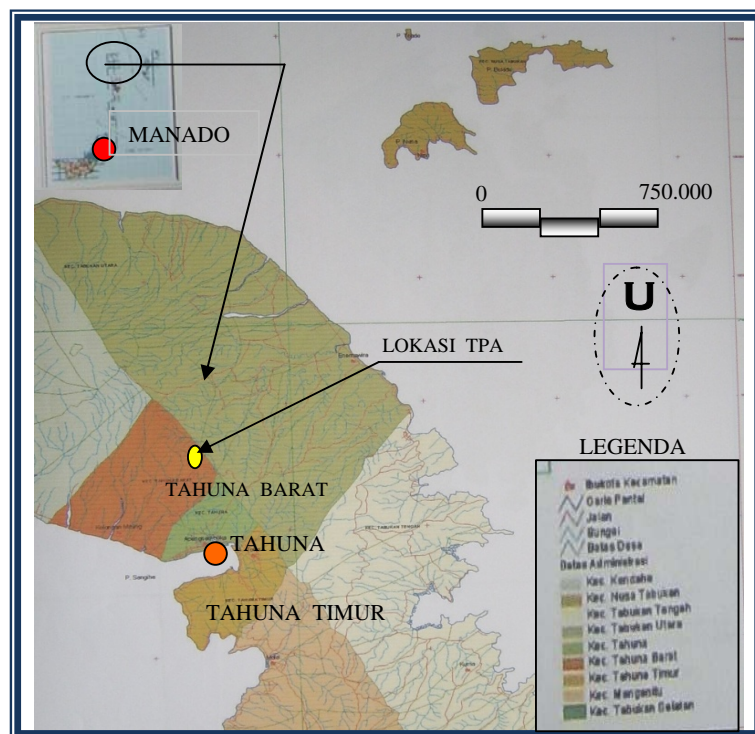 MANADO
0 750.000
U
LOKASI TPA
TAHUNA BARAT
TAHUNA
TAHUNA TIMUR
LEGENDA
Ibukota Kecamatan
Garis Pantai
Jalan
Sungai
Batas Desa
Batas Administrasi
Kec. Kendahe
Kec. Nusa Tabukan
Kec. Tabukan Tengah
Kec. Tabukan Utara
Kec. Tahuna
Kec. Tahuna Barat
Kec. Tahuna Timur
Kec. Manganitu
Kec. Tabukan Selatan